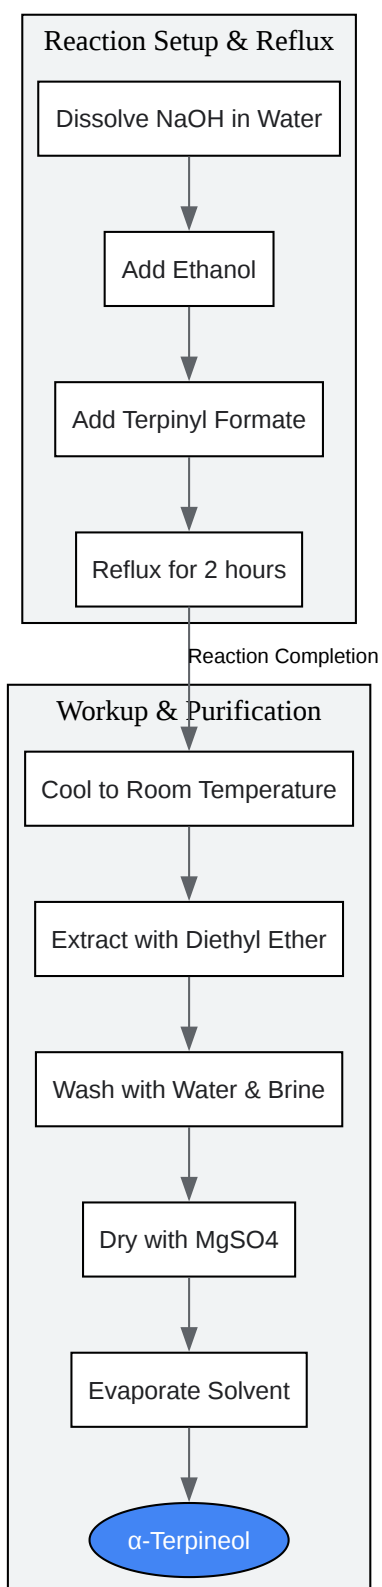 Reaction Setup & Reflux
Dissolve NaOH in Water
Add Ethanol
Add Terpinyl Formate
Reflux for 2 hours
Reaction Completion
Workup & Purification
Cool to Room Temperature
Extract with Diethyl Ether
Wash with Water & Brine
Dry with MgSO4
Evaporate Solvent
α-Terpineol